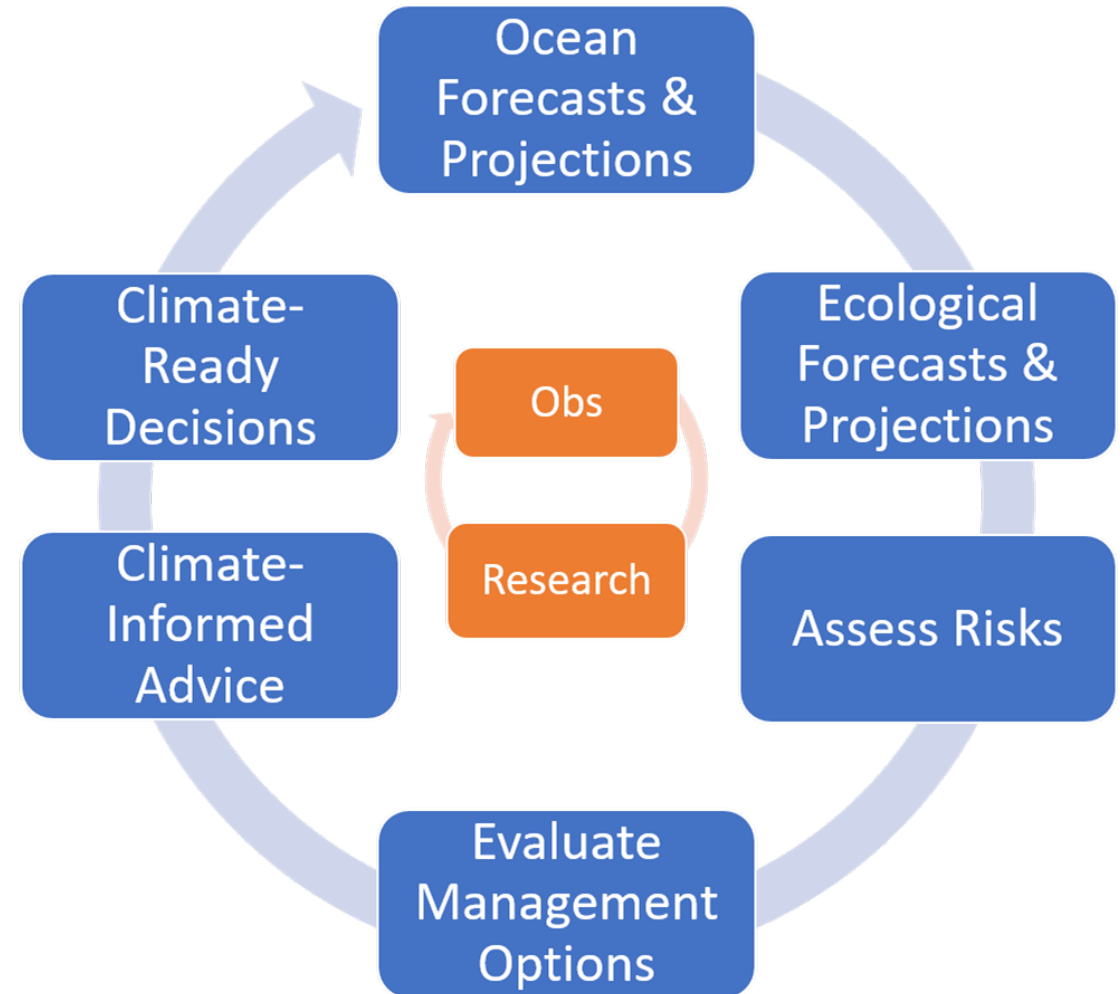 Ocean
Forecasts &
Projections
Ecological
Forecasts &
Projections
Assess Risks
Evaluate
Management
Options
Climate-
Informed
Advice
Climate-
Ready
Decisions
Obs
Research